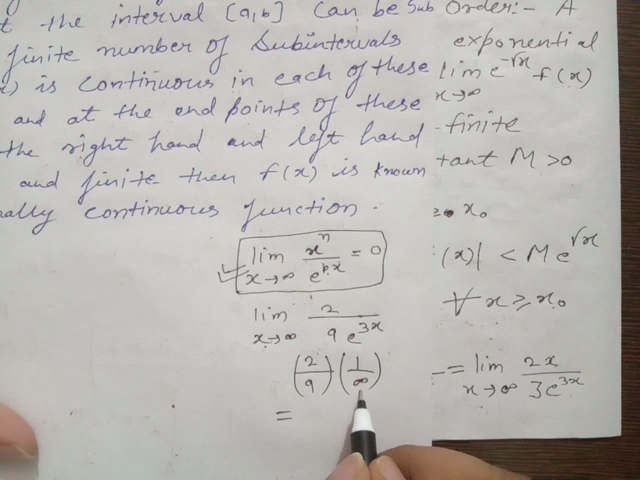 t the interval [a,b] can be sub
finite number of subintervals
x) is continuous in each of these
and at the end points of these
the right hand and left hand
and finite then f(x) is known
ally continuous function.
lim x→∞ x^n / e^{rx} = 0
lim x→∞ 2 / 9e^{3x}
(2/9) (1/∞)
=
Order:- A
exponential
lim x→∞ e^{-rx} f(x)
finite
tant M>0
≥ x₀
(x)| < M e^{rx}
∀ x ≥ x₀
= lim x→∞ 2x / 3e^{3x}